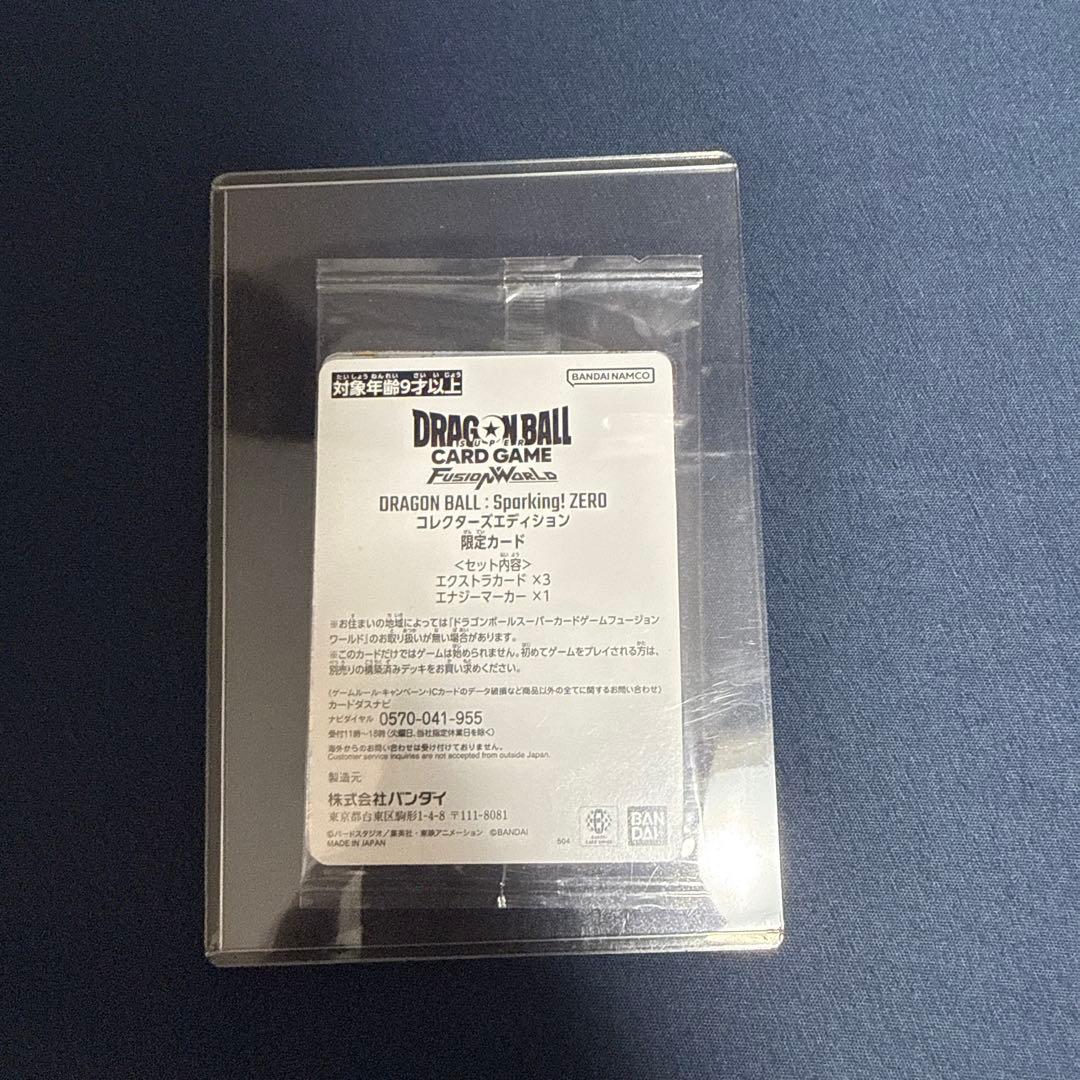 たいしょうねんれい さいいじょう
対象年齢9才以上
BANDAI NAMCO
DRAGON BALL
SUPER
CARD GAME
FUSION WORLD
DRAGON BALL：Sparking! ZERO
コレクターズエディション
げんてい
限定カード
ないよう
＜セット内容＞
エクストラカード ×3
エナジーマーカー ×1
※お住まいの地域によっては「ドラゴンボールスーパーカードゲームフュージョン
ワールド」のお取り扱いが無い場合があります。
※このカードだけではゲームは始められません。初めてゲームをプレイされる方は、
別売りの構築済みデッキをお買い求めください。
〈ゲームルール・キャンペーン・ICカードのデータ破損など商品以外の全てに関するお問い合わせ〉
カードダスナビ
ナビダイヤル 0570-041-955
受付11時～18時（火曜日、当社指定休業日を除く）
海外からのお問い合わせは受け付けておりません。
Customer service inquiries are not accepted from outside Japan.
製造元
株式会社バンダイ
東京都台東区駒形1-4-8 〒111-8081
©バードスタジオ／集英社・東映アニメーション ©BANDAI
MADE IN JAPAN
504
BAN
DAI